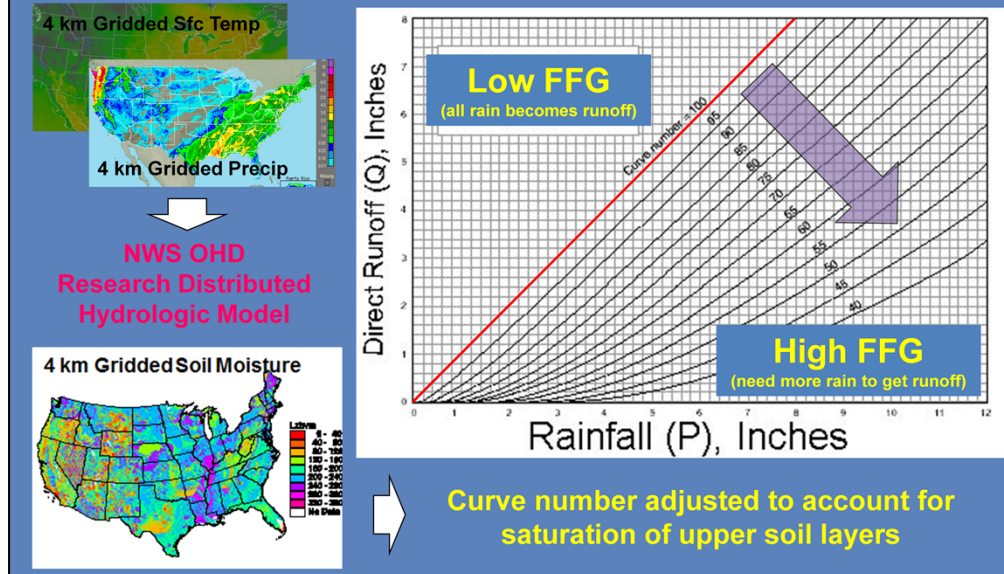 4 km Gridded Sfc Temp
4 km Gridded Precip
Puerto Rico
NWS OHD
Research Distributed
Hydrologic Model
4 km Gridded Soil Moisture
No Data
Direct Runoff (Q), Inches
8
7
6
5
4
3
2
1
0
Low FFG
(all rain becomes runoff)
Curve number = 100
95
90
85
80
75
70
65
60
55
50
45
40
High FFG
(need more rain to get runoff)
0 1 2 3 4 5 6 7 8 9 10 11 12
Rainfall (P), Inches
Curve number adjusted to account for
saturation of upper soil layers